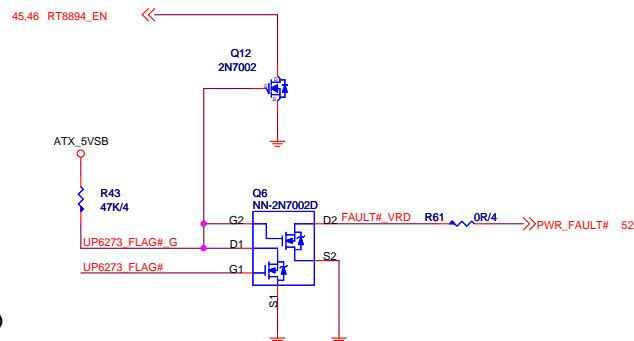 45,46 RT8894_EN
Q12
2N7002
ATX_5VSB
R43
47K/4
Q6
NN-2N7002D
G2
D2
FAULT#_VRD
R61
0R/4
PWR_FAULT# 52
UP6273_FLAG#_G
D1
S2
UP6273_FLAG#
G1
S1
)